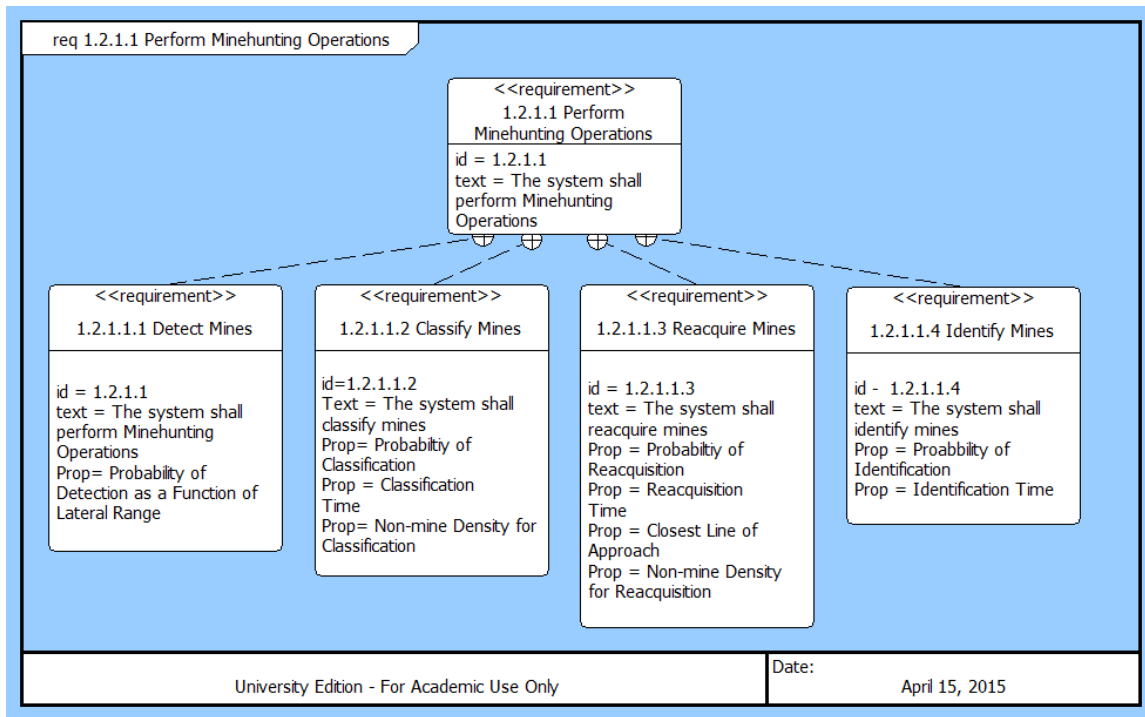 req 1.2.1.1 Perform Minehunting Operations
<<requirement>>
1.2.1.1 Perform
Minehunting Operations
id = 1.2.1.1
text = The system shall
perform Minehunting
Operations
<<requirement>>
1.2.1.1.1 Detect Mines
id = 1.2.1.1
text = The system shall
perform Minehunting
Operations
Prop= Probability of
Detection as a Function of
Lateral Range
<<requirement>>
1.2.1.1.2 Classify Mines
id=1.2.1.1.2
Text = The system shall
classify mines
Prop= Probabiltiy of
Classification
Prop = Classification
Time
Prop= Non-mine Density for
Classification
<<requirement>>
1.2.1.1.3 Reacquire Mines
id = 1.2.1.1.3
text = The system shall
reacquire mines
Prop = Probabiltiy of
Reacquisition
Prop = Reacquisition
Time
Prop = Closest Line of
Approach
Prop = Non-mine Density
for Reacquisition
<<requirement>>
1.2.1.1.4 Identify Mines
id - 1.2.1.1.4
text = The system shall
identify mines
Prop = Proabbility of
Identification
Prop = Identification Time
University Edition - For Academic Use Only
Date:
April 15, 2015